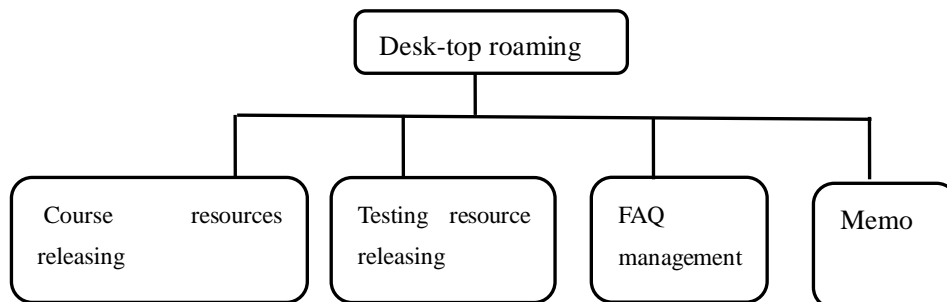 Desk-top roaming
Course resources
releasing
Testing resource
releasing
FAQ
management
Memo